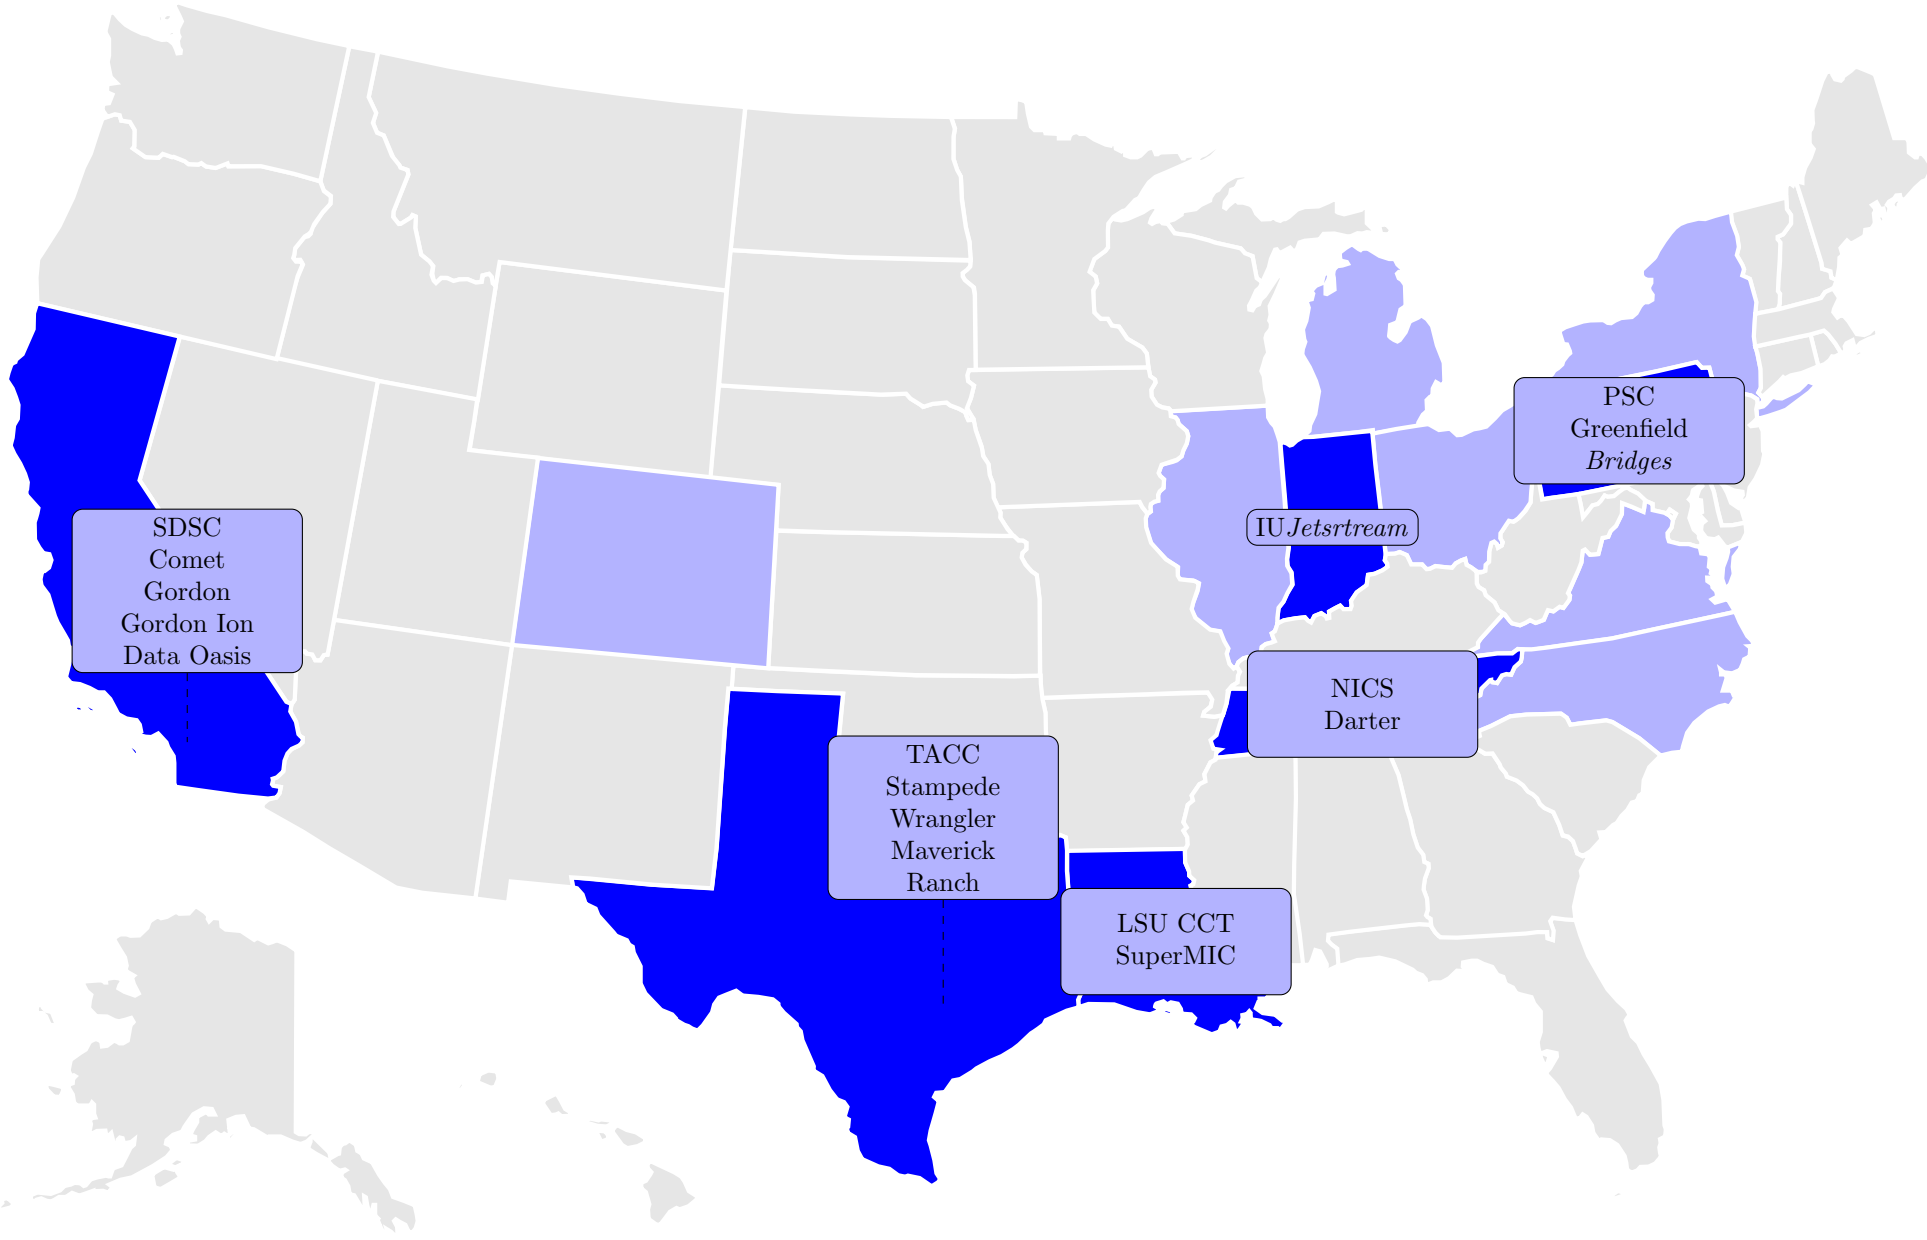 PSC
Greenfield
Bridges
SDSC
Comet
Gordon
Gordon Ion
Data Oasis
IUJetsrtream
NICS
Darter
TACC
Stampede
Wrangler
Maverick
Ranch
LSU CCT
SuperMIC